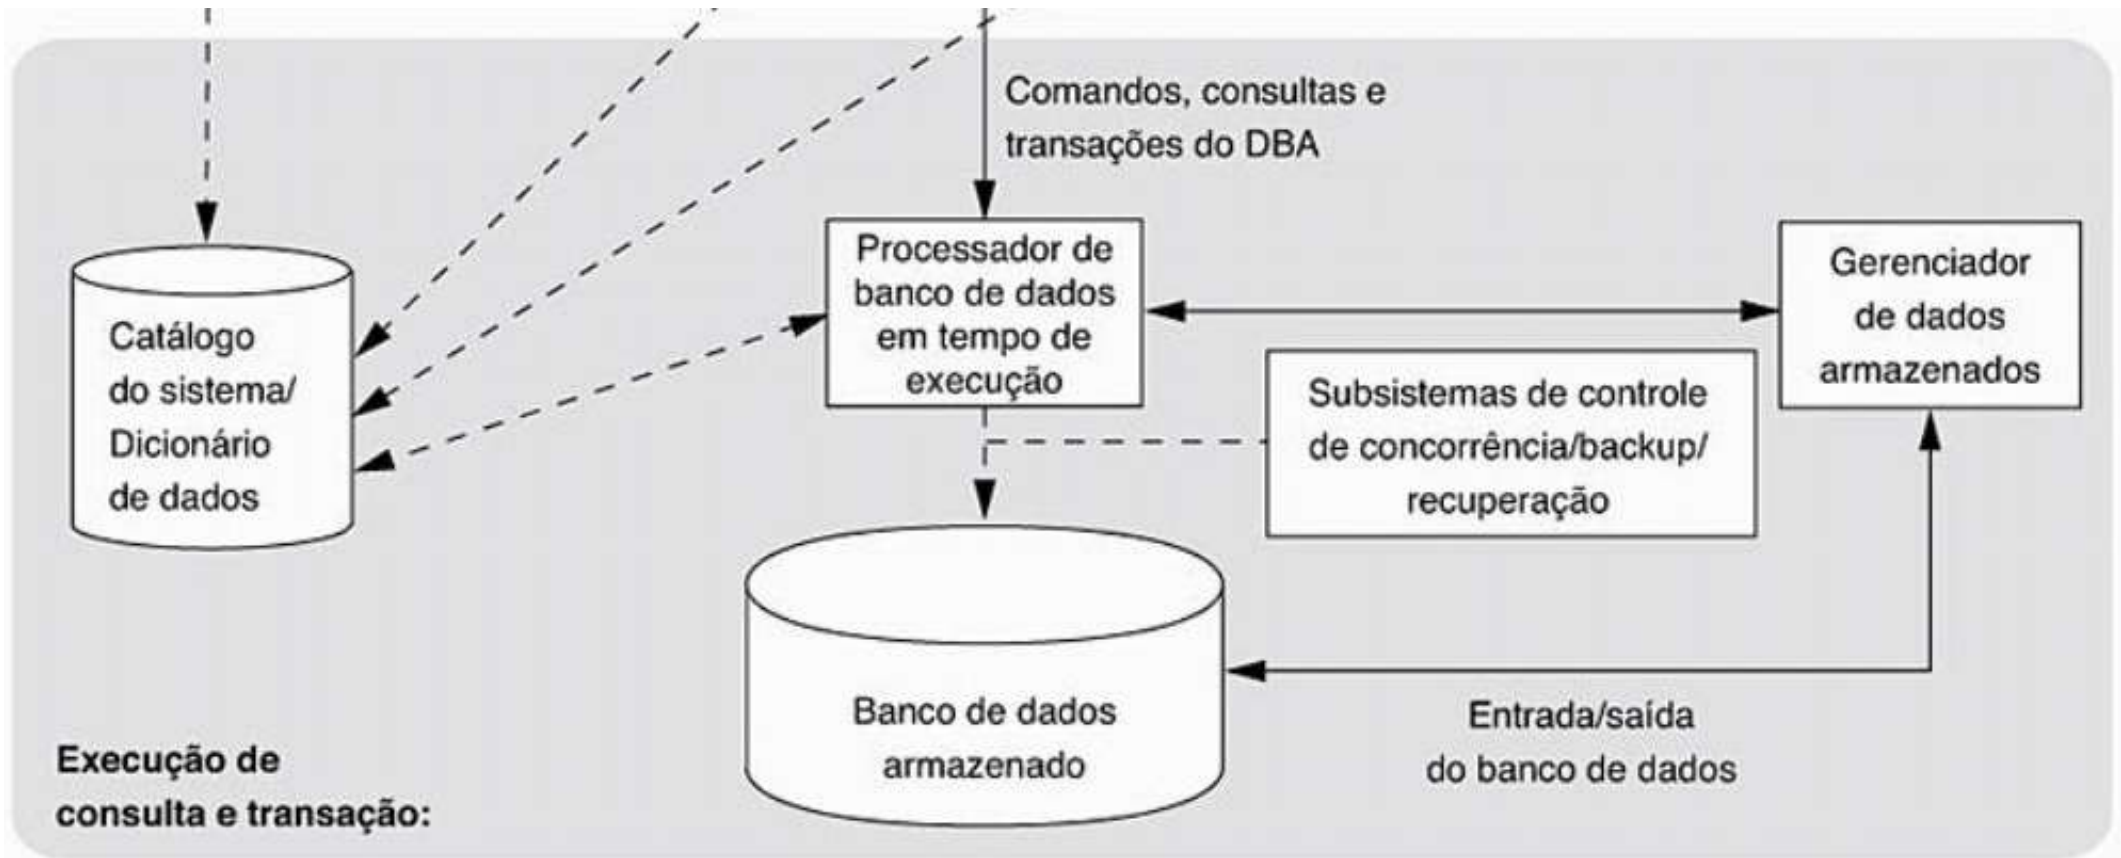 Comandos, consultas e
transações do DBA
Processador de
banco de dados
em tempo de
execução
Gerenciador
de dados
armazenados
Catálogo
do sistema/
Dicionário
de dados
Subsistemas de controle
de concorrência/backup/
recuperação
Banco de dados
armazenado
Entrada/saída
do banco de dados
Execução de
consulta e transação: